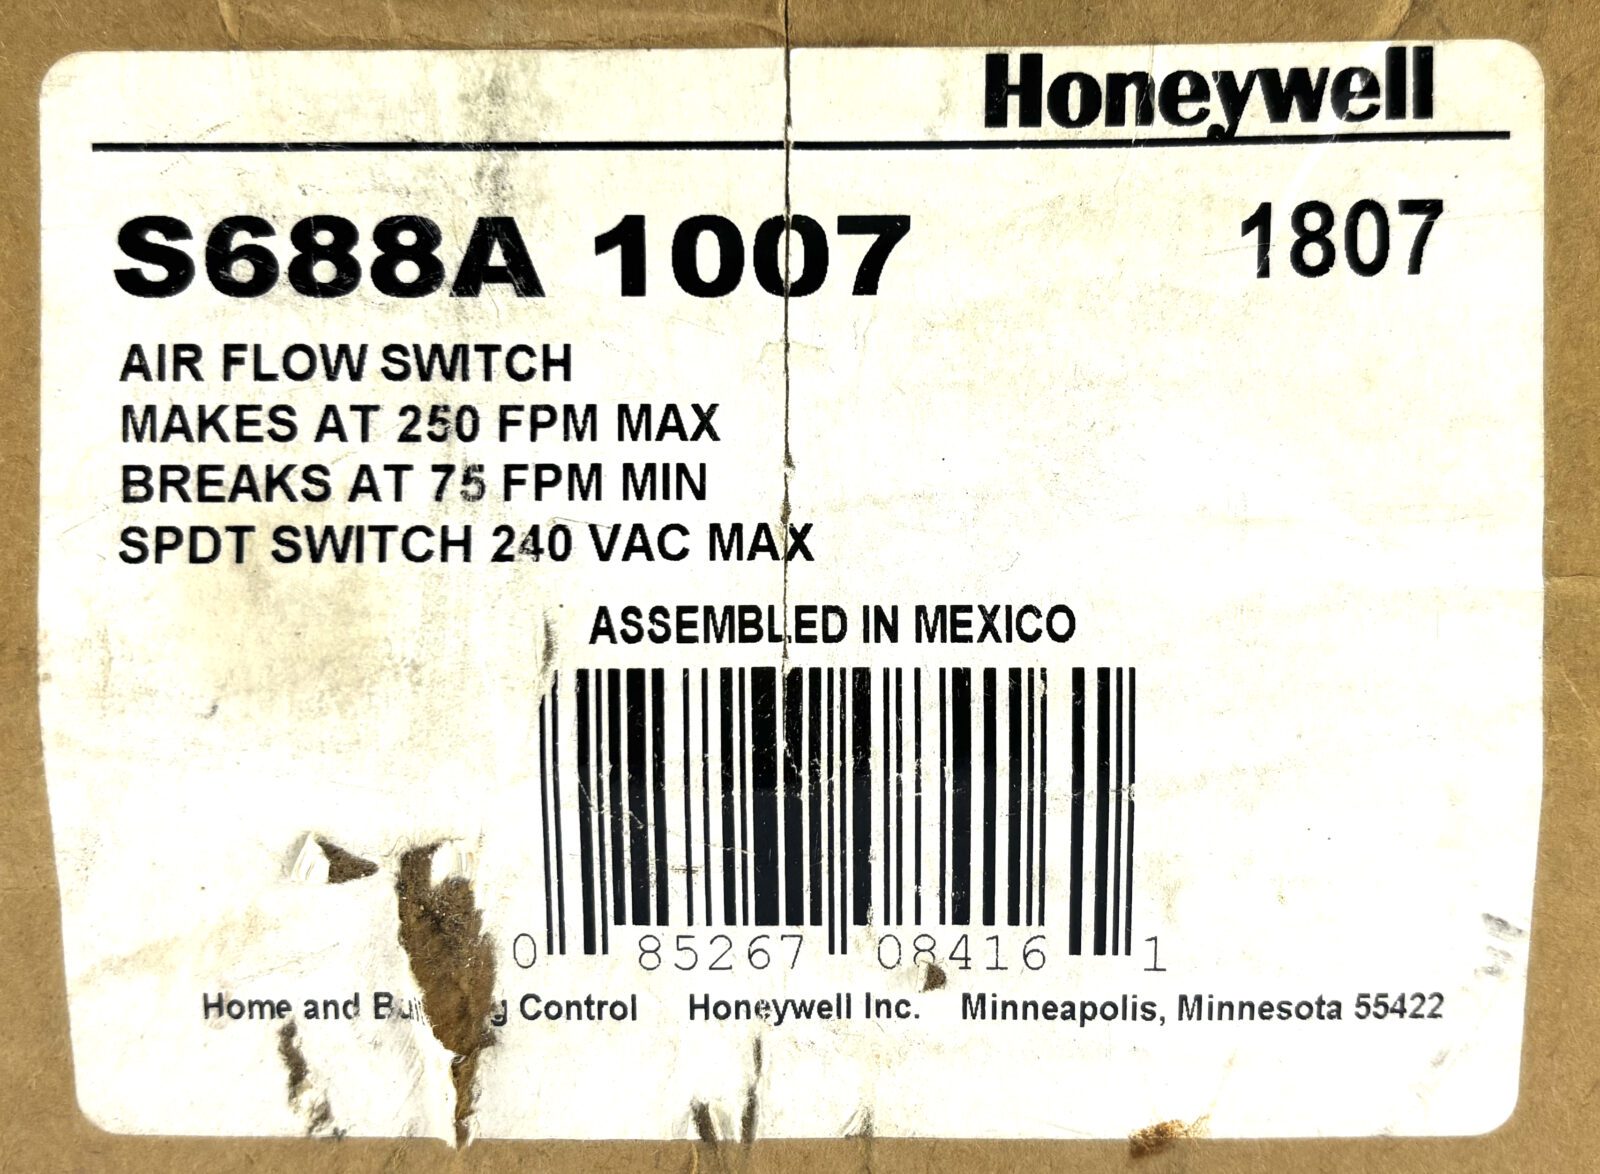 Honeywell
S688A 1007 1807
AIR FLOW SWITCH
MAKES AT 250 FPM MAX
BREAKS AT 75 FPM MIN
SPDT SWITCH 240 VAC MAX
ASSEMBLED IN MEXICO
0 85267 08416 1
Home and Control Honeywell Inc. Minneapolis, Minnesota 55422